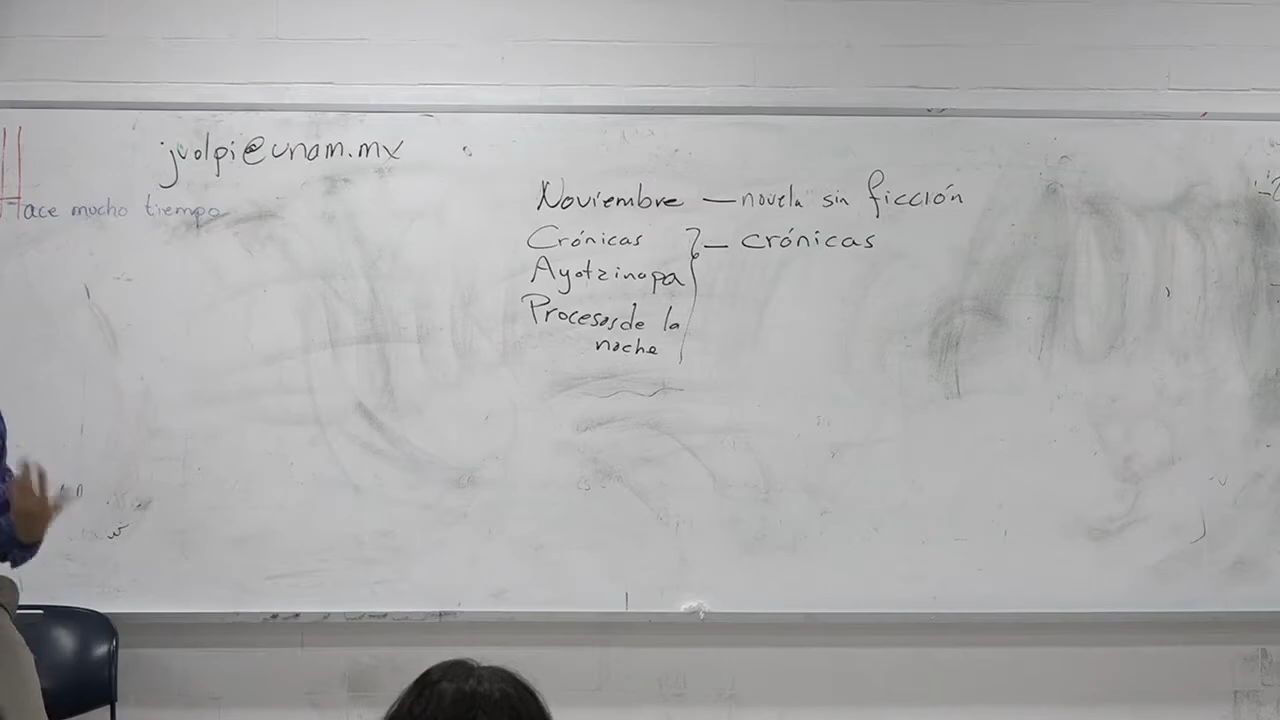 jvolpi@unam.mx
Hace mucho tiempo
Noviembre — novela sin ficción
Crónicas — crónicas
Ayotzinapa
Procesos de la
noche